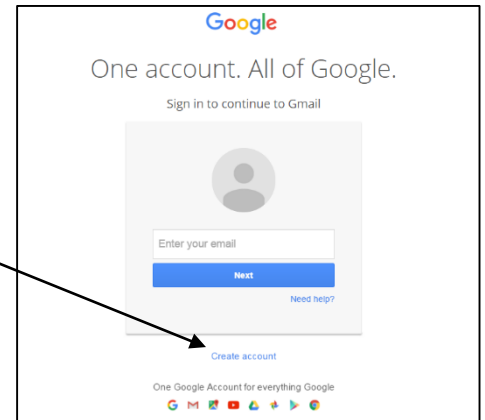 Google
One account. All of Google.
Sign in to continue to Gmail
Enter your email
Next
Need help?
Create account
One Google Account for everything Google